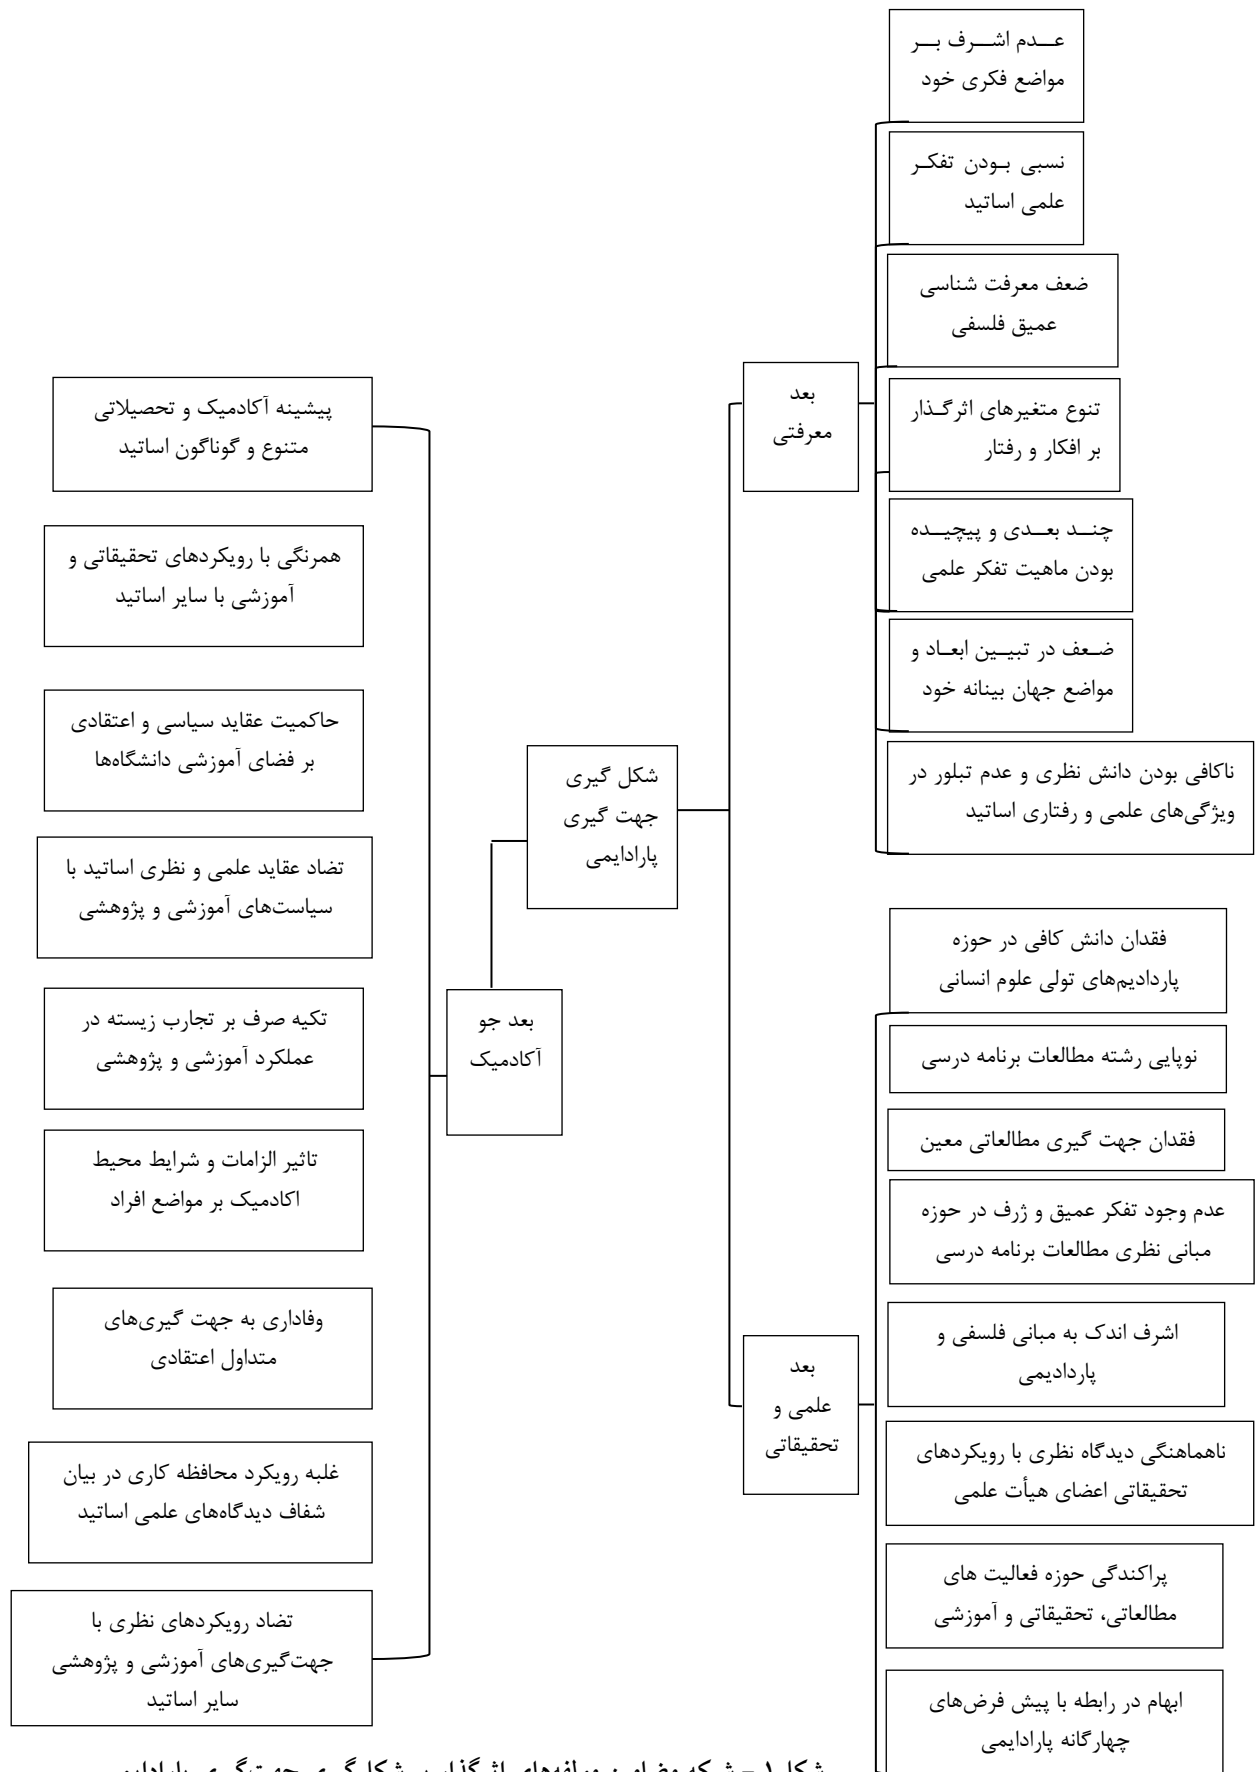 عدم اشرف بر
مواضع فکری خود
نسبی بودن تفکر
علمی اساتید
ضعف معرفت شناسی
عمیق فلسفی
تنوع متغیرهای اثرگذار
بر افکار و رفتار
چند بعدی و پیچیده
بودن ماهیت تفکر علمی
ضعف در تبیین ابعاد و
مواضع جهان بینانه خود
ناکافی بودن دانش نظری و عدم تبلور در
ویژگی‌های علمی و رفتاری اساتید
بعد
معرفتی
شکل گیری
جهت گیری
پارادایمی
فقدان دانش کافی در حوزه
پاردادیم‌های تولی علوم انسانی
نوپایی رشته مطالعات برنامه درسی
فقدان جهت گیری مطالعاتی معین
عدم وجود تفکر عمیق و ژرف در حوزه
مبانی نظری مطالعات برنامه درسی
اشرف اندک به مبانی فلسفی و
پاردادیمی
ناهماهنگی دیدگاه نظری با رویکردهای
تحقیقاتی اعضای هیأت علمی
پراکندگی حوزه فعالیت های
مطالعاتی، تحقیقاتی و آموزشی
ابهام در رابطه با پیش فرض‌های
چهارگانه پارادایمی
بعد
علمی و
تحقیقاتی
بعد جو
آکادمیک
پیشینه آکادمیک و تحصیلاتی
متنوع و گوناگون اساتید
همرنگی با رویکردهای تحقیقاتی و
آموزشی با سایر اساتید
حاکمیت عقاید سیاسی و اعتقادی
بر فضای آموزشی دانشگاه‌ها
تضاد عقاید علمی و نظری اساتید با
سیاست‌های آموزشی و پژوهشی
تکیه صرف بر تجارب زیسته در
عملکرد آموزشی و پژوهشی
تاثیر الزامات و شرایط محیط
اکادمیک بر مواضع افراد
وفاداری به جهت گیری‌های
متداول اعتقادی
غلبه رویکرد محافظه کاری در بیان
شفاف دیدگاه‌های علمی اساتید
تضاد رویکردهای نظری با
جهت‌گیری‌های آموزشی و پژوهشی
سایر اساتید